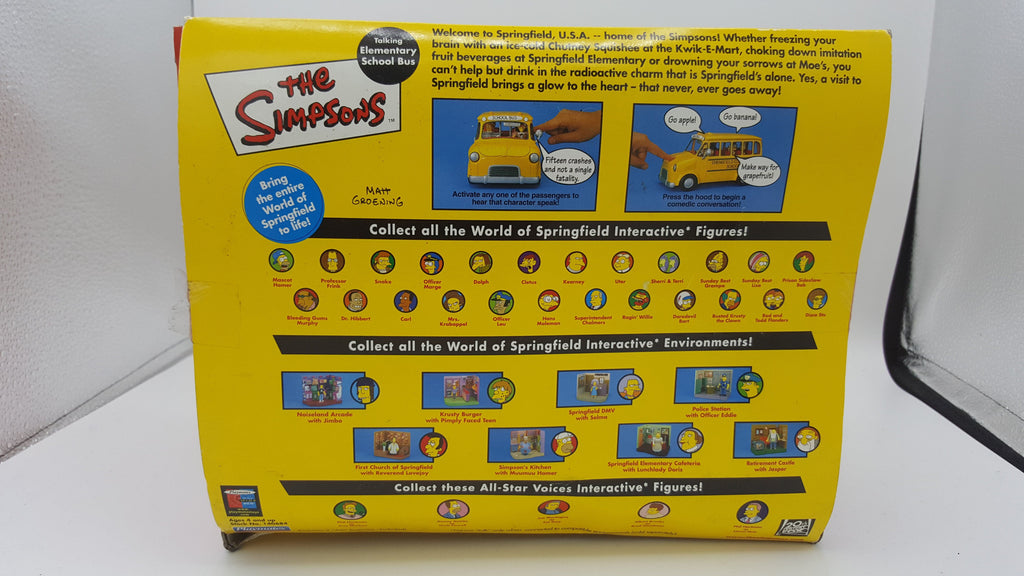 Talking
Elementary
School Bus
THE
SIMPSONS™
Welcome to Springfield, U.S.A. -- home of the Simpsons! Whether freezing your
brain with an ice-cold Chutney Squishee at the Kwik-E-Mart, choking down imitation
fruit beverages at Springfield Elementary or drowning your sorrows at Moe's, you
can't help but drink in the radioactive charm that is Springfield's alone. Yes, a visit to
Springfield brings a glow to the heart – that never, ever goes away!
SCHOOL BUS
Fifteen crashes
and not a single
fatality.
Activate any one of the passengers to
hear that character speak!
Go apple!
Go banana!
Make way for
grapefruit!
Press the hood to begin a
comedic conversation!
Bring
the entire
World of
Springfield
to life!
MATT
GROENING
Collect all the World of Springfield Interactive* Figures!
Mascot
Homer
Professor
Frink
Snake
Officer
Marge
Dolph
Cletus
Kearney
Uter
Sherri & Terri
Sunday Best
Grampa
Sunday Best
Lisa
Prison Sideshow
Bob
Bleeding Gums
Murphy
Dr. Hibbert
Carl
Mrs.
Krabappel
Officer
Lou
Hans
Moleman
Superintendent
Chalmers
Ragin' Willie
Daredevil
Bart
Busted Krusty
the Clown
Rod and
Todd Flanders
Disco Stu
Collect all the World of Springfield Interactive* Environments!
Noiseland Arcade
with Jimbo
Krusty Burger
with Pimply Faced Teen
Springfield DMV
with Selma
Police Station
with Officer Eddie
First Church of Springfield
with Reverend Lovejoy
Simpson's Kitchen
with Muumuu Homer
Springfield Elementary Cafeteria
with Lunchlady Doris
Retirement Castle
with Jasper
Collect these All-Star Voices Interactive* Figures!
Ages 4 and up
Stock No.
Playmates